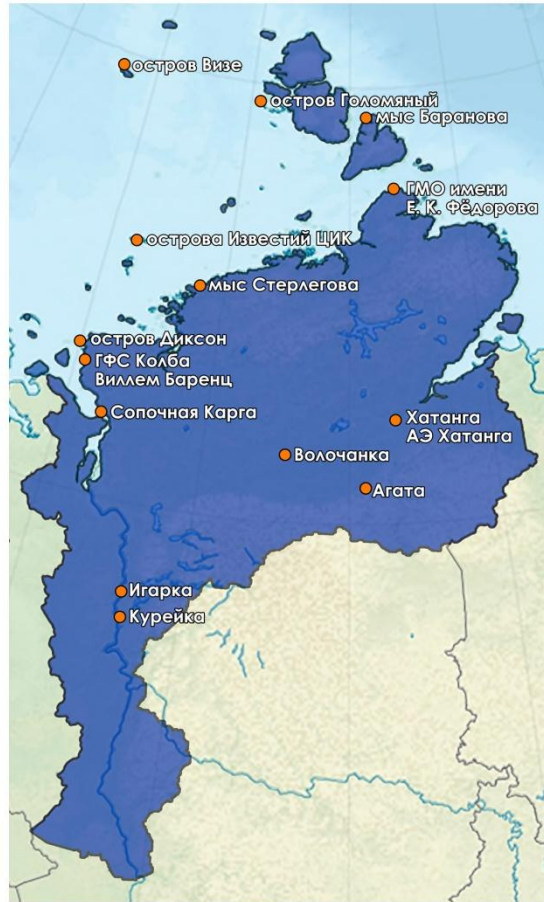 остров Визе
остров Голомяный
мыс Баранова
ГМО имени
Е. К. Фёдорова
острова Известий ЦИК
мыс Стерлегова
остров Диксон
ГФС Колба
Виллем Баренц
Сопочная Карга
Хатанга
АЭ Хатанга
Волочанка
Агата
Игарка
Курейка